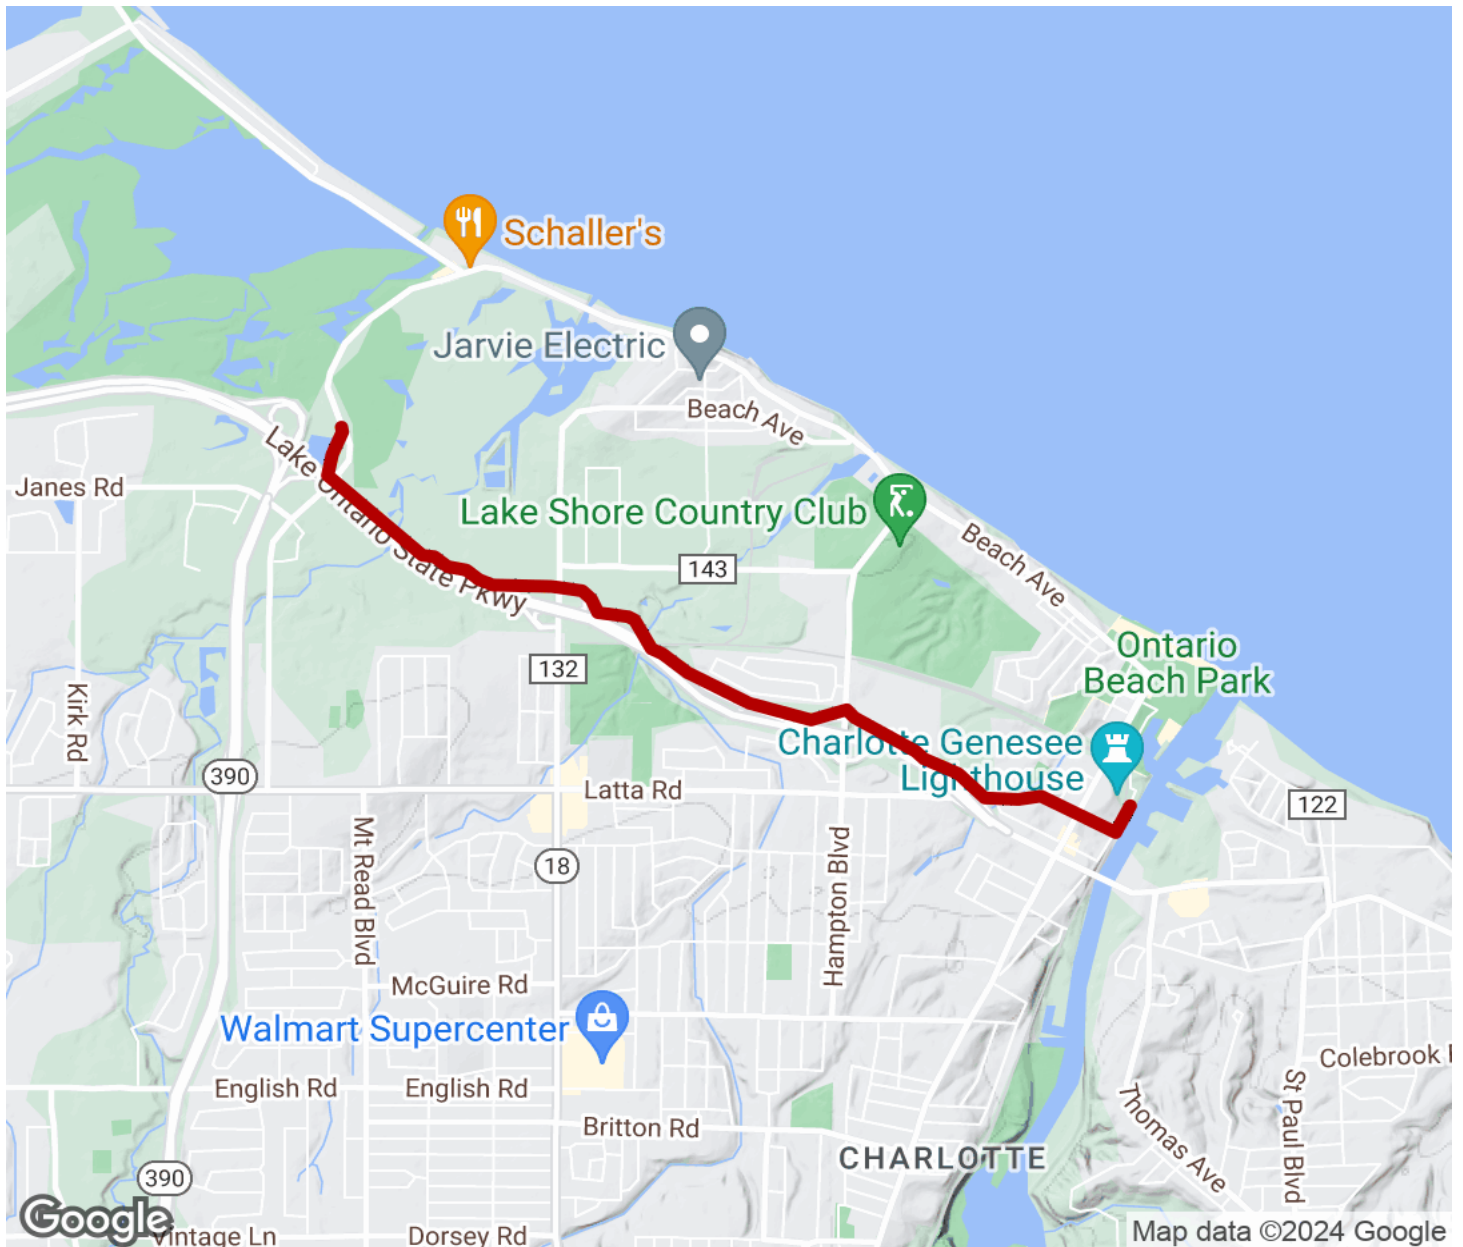 Schaller's
Jarvie Electric
Beach Ave
Lake Ontario State Pkwy
Janes Rd
Lake Shore Country Club
Beach Ave
143
Ontario
Beach Park
132
Kirk Rd
Charlotte Genesee
Lighthouse
390
Latta Rd
122
Mt Read Blvd
18
Hampton Blvd
McGuire Rd
Walmart Supercenter
Colebrook
English Rd
English Rd
Thomas Ave
St Paul Blvd
Britton Rd
CHARLOTTE
390
Google
Vintage Ln
Dorsey Rd
Map data ©2024 Google